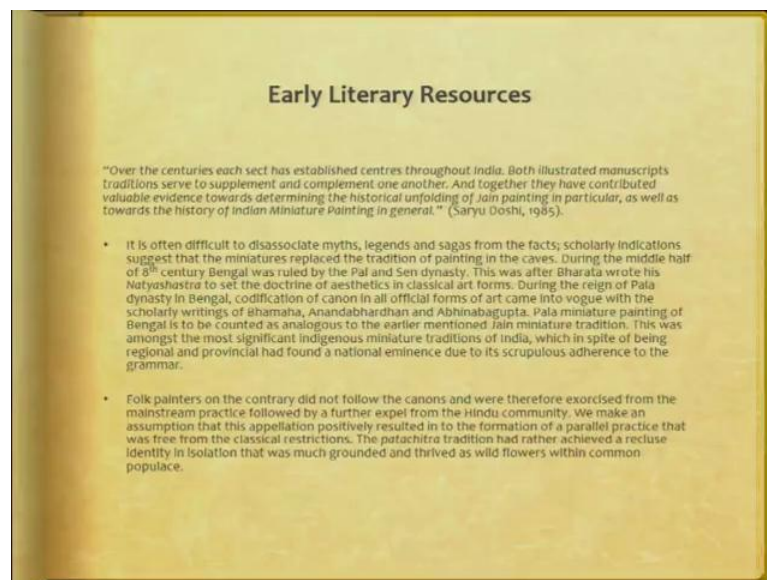 Early Literary Resources
"Over the centuries each sect has established centres throughout India. Both illustrated manuscripts
traditions serve to supplement and complement one another. And together they have contributed
valuable evidence towards determining the historical unfolding of Jain painting in particular, as well as
towards the history of Indian Miniature Painting in general." (Saryu Doshi, 1985).
• It is often difficult to disassociate myths, legends and sagas from the facts; scholarly indications
suggest that the miniatures replaced the tradition of painting in the caves. During the middle half
of 8th century Bengal was ruled by the Pal and Sen dynasty. This was after Bharata wrote his
Natyashastra to set the doctrine of aesthetics in classical art forms. During the reign of Pala
dynasty in Bengal, codification of canon in all official forms of art came into vogue with the
scholarly writings of Bhamaha, Anandabhardhan and Abhinabagupta. Pala miniature painting of
Bengal is to be counted as analogous to the earlier mentioned Jain miniature tradition. This was
amongst the most significant indigenous miniature traditions of India, which in spite of being
regional and provincial had found a national eminence due to its scrupulous adherence to the
grammar.
• Folk painters on the contrary did not follow the canons and were therefore exorcised from the
mainstream practice followed by a further expel from the Hindu community. We make an
assumption that this appellation positively resulted in to the formation of a parallel practice that
was free from the classical restrictions. The patachitra tradition had rather achieved a recluse
identity in isolation that was much grounded and thrived as wild flowers within common
populace.